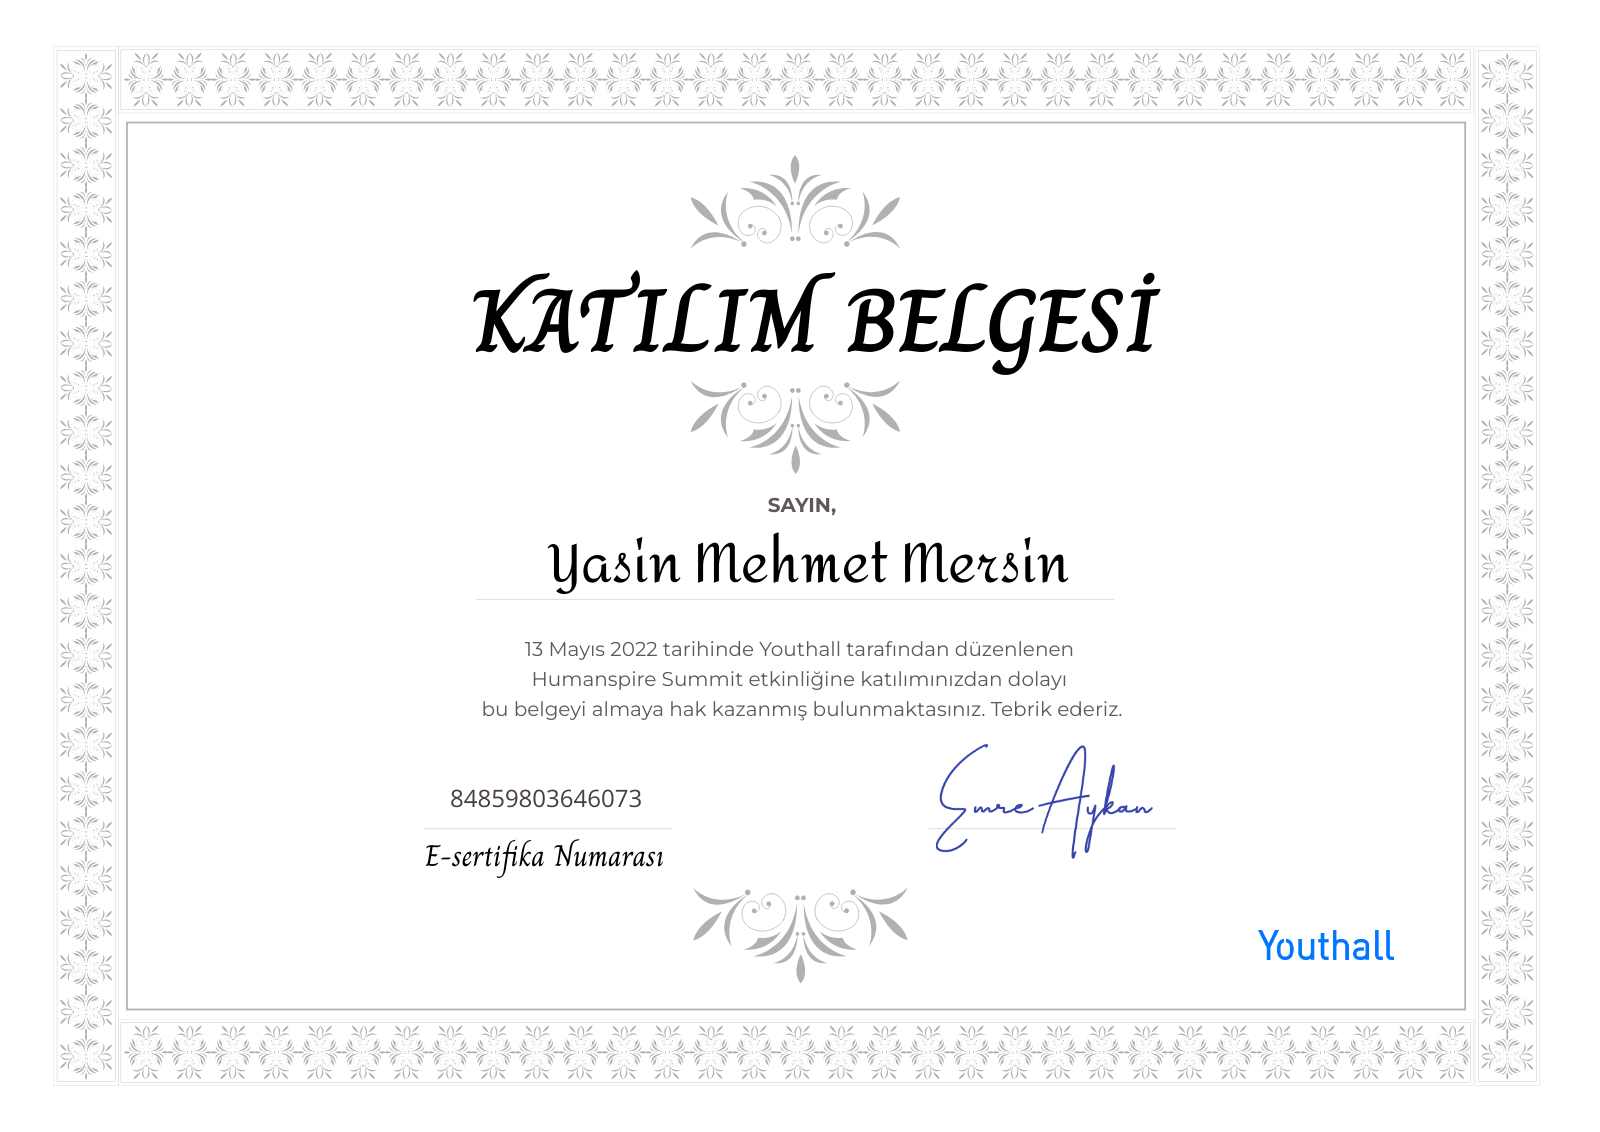 KATILIM BELGESİ
SAYIN,
Yasin Mehmet Mersin
13 Mayıs 2022 tarihinde Youthall tarafından düzenlenen
Humanspire Summit etkinliğine katılımınızdan dolayı
bu belgeyi almaya hak kazanmış bulunmaktasınız. Tebrik ederiz.
84859803646073
E-sertifika Numarası
Emre Aykan
Youthall